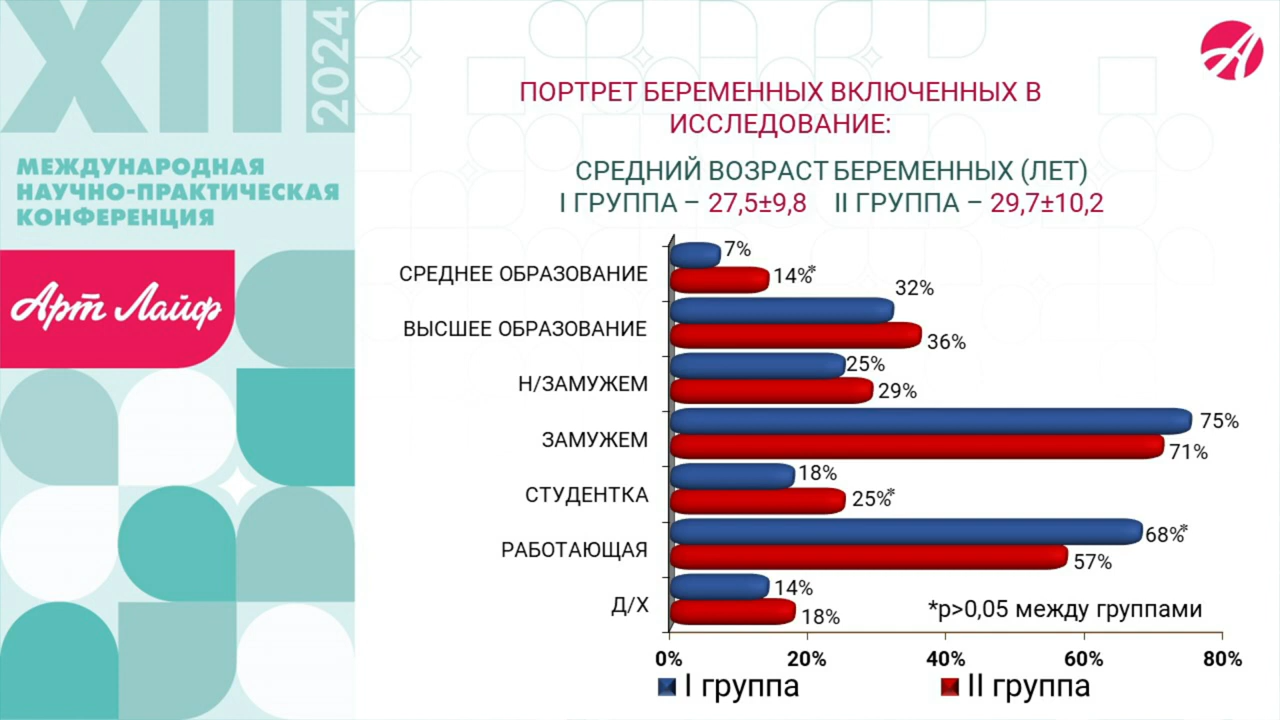 XII 2024
МЕЖДУНАРОДНАЯ
НАУЧНО-ПРАКТИЧЕСКАЯ
КОНФЕРЕНЦИЯ
Арт Лайф
ПОРТРЕТ БЕРЕМЕННЫХ ВКЛЮЧЕННЫХ В
ИССЛЕДОВАНИЕ:
СРЕДНИЙ ВОЗРАСТ БЕРЕМЕННЫХ (ЛЕТ)
I ГРУППА – 27,5±9,8 II ГРУППА – 29,7±10,2
7%
СРЕДНЕЕ ОБРАЗОВАНИЕ
14%*
32%
ВЫСШЕЕ ОБРАЗОВАНИЕ
36%
25%
Н/ЗАМУЖЕМ
29%
75%
ЗАМУЖЕМ
71%
18%
СТУДЕНТКА
25%*
68%*
РАБОТАЮЩАЯ
57%
14%
Д/Х
18%
*p>0,05 между группами
0% 20% 40% 60% 80%
I группа II группа